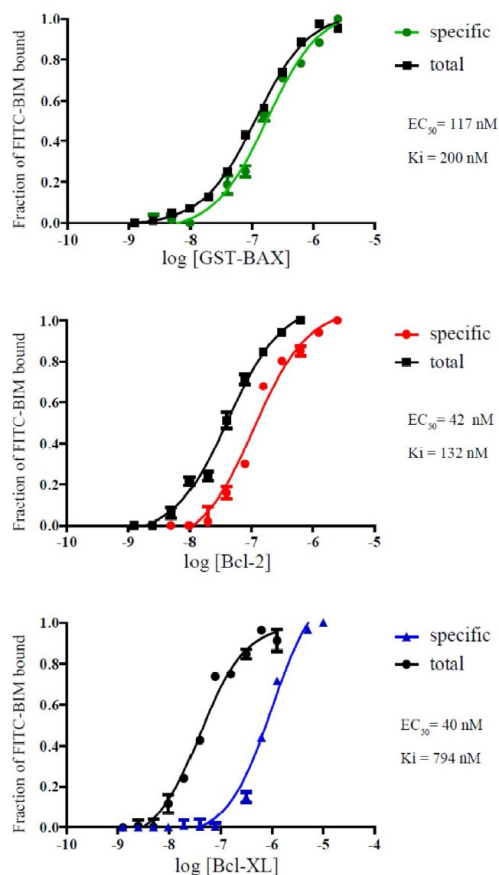 Fraction of FITC-BIM bound
1.0
0.8
0.6
0.4
0.2
0.0
-10 -9 -8 -7 -6 -5
log [GST-BAX]
specific
total
EC50= 117 nM
Ki = 200 nM
Fraction of FITC-BIM bound
1.0
0.8
0.6
0.4
0.2
0.0
-10 -9 -8 -7 -6 -5
log [Bcl-2]
specific
total
EC50= 42 nM
Ki = 132 nM
Fraction of FITC-BIM bound
1.0
0.8
0.6
0.4
0.2
0.0
-10 -9 -8 -7 -6 -5 -4
log [Bcl-XL]
specific
total
EC50= 40 nM
Ki = 794 nM